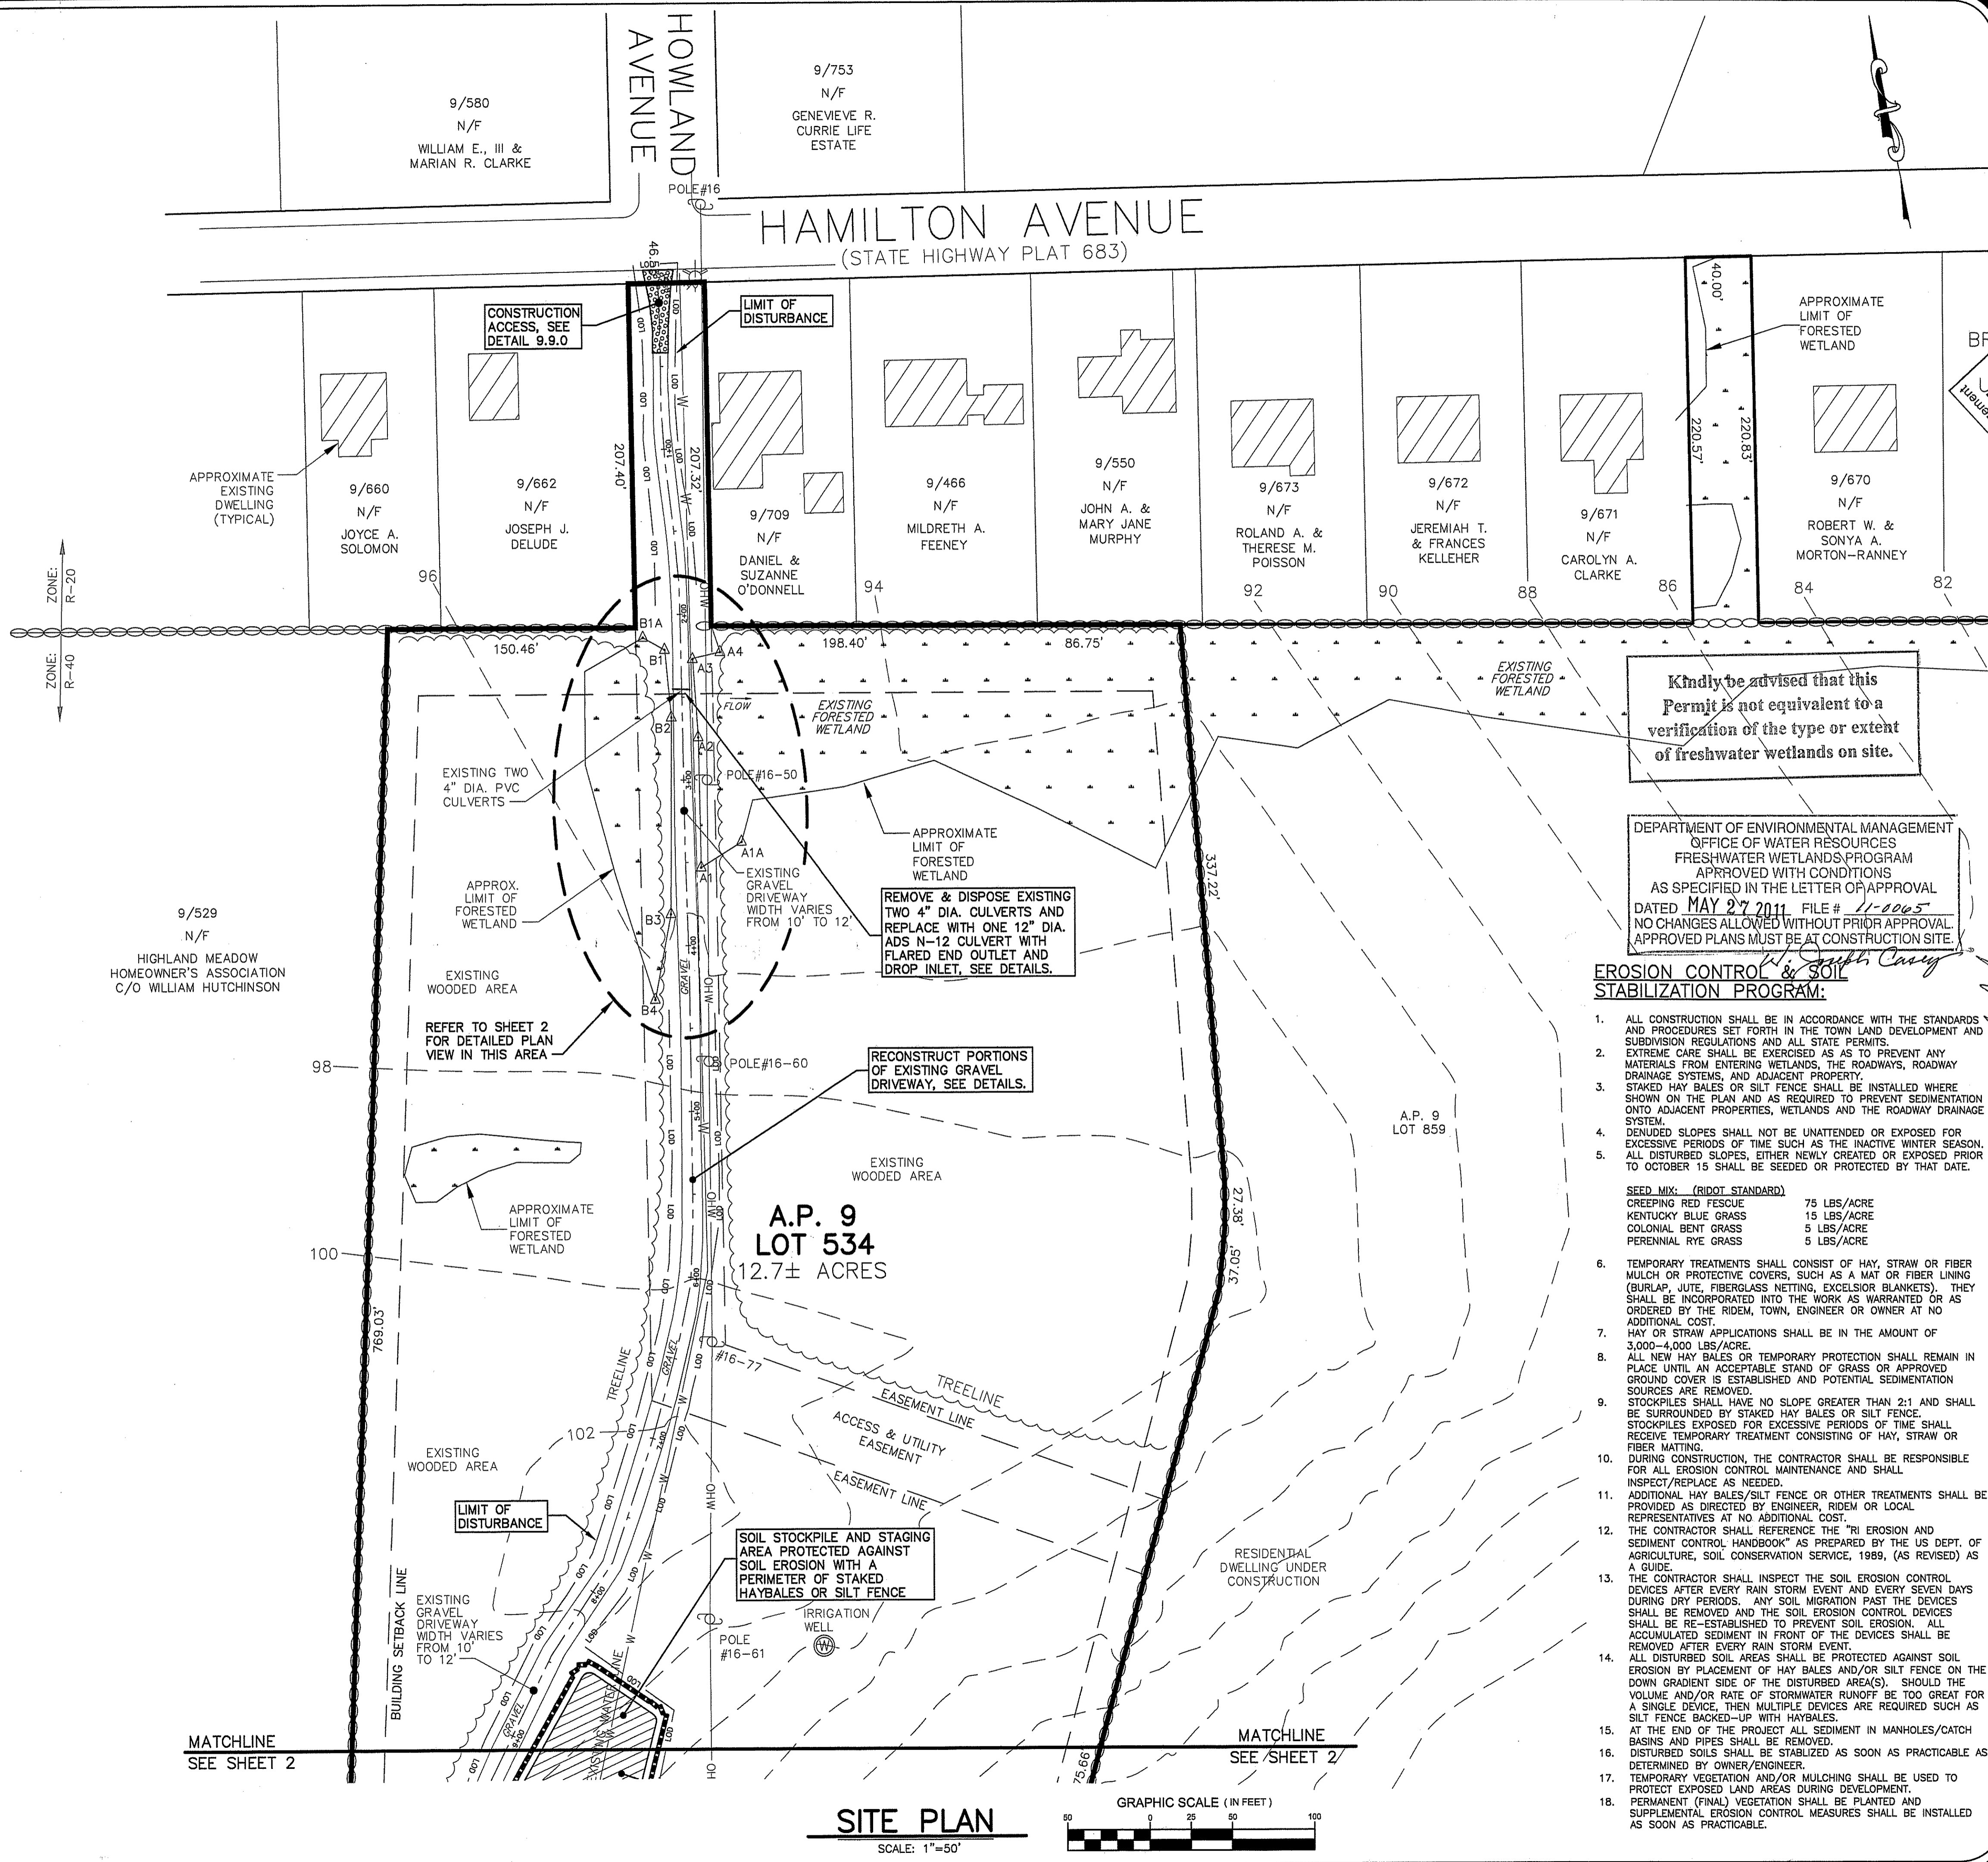 HOWLAND
AVENUE
9/580
N/F
WILLIAM E., III &
MARIAN R. CLARKE
9/753
N/F
GENEVIEVE R.
CURRIE LIFE
ESTATE
POLE#16
HAMILTON AVENUE
(STATE HIGHWAY PLAT 683)
CONSTRUCTION
ACCESS, SEE
DETAIL 9.9.0
LIMIT OF
DISTURBANCE
40.00'
APPROXIMATE
LIMIT OF
FORESTED
WETLAND
APPROXIMATE
EXISTING
DWELLING
(TYPICAL)
9/660
N/F
JOYCE A.
SOLOMON
9/662
N/F
JOSEPH J.
DELUDE
207.40'
207.32'
9/709
N/F
DANIEL &
SUZANNE
O'DONNELL
9/466
N/F
MILDRETH A.
FEENEY
9/550
N/F
JOHN A. &
MARY JANE
MURPHY
9/673
N/F
ROLAND A. &
THERESE M.
POISSON
9/672
N/F
JEREMIAH T.
& FRANCES
KELLEHER
9/671
N/F
CAROLYN A.
CLARKE
220.57'
220.83'
9/670
N/F
ROBERT W. &
SONYA A.
MORTON-RANNEY
ZONE:
R-20
ZONE:
R-40
96
94
92
90
88
86
84
82
150.46'
198.40'
86.75'
B1A
B1
A3
A4
B2
A2
FLOW
EXISTING
FORESTED
WETLAND
EXISTING
FORESTED
WETLAND
Kindly be advised that this
Permit is not equivalent to a
verification of the type or extent
of freshwater wetlands on site.
EXISTING TWO
4" DIA. PVC
CULVERTS
POLE#16-50
APPROXIMATE
LIMIT OF
FORESTED
WETLAND
A1A
A1
EXISTING
GRAVEL
DRIVEWAY
WIDTH VARIES
FROM 10' TO 12'
337.22'
DEPARTMENT OF ENVIRONMENTAL MANAGEMENT
OFFICE OF WATER RESOURCES
FRESHWATER WETLANDS PROGRAM
APPROVED WITH CONDITIONS
AS SPECIFIED IN THE LETTER OF APPROVAL
DATED MAY 27 2011 FILE # 11-0065
NO CHANGES ALLOWED WITHOUT PRIOR APPROVAL.
APPROVED PLANS MUST BE AT CONSTRUCTION SITE.
W. Joseph Casey
APPROX.
LIMIT OF
FORESTED
WETLAND
B3
B4
REMOVE & DISPOSE EXISTING
TWO 4" DIA. CULVERTS AND
REPLACE WITH ONE 12" DIA.
ADS N-12 CULVERT WITH
FLARED END OUTLET AND
DROP INLET, SEE DETAILS.
9/529
N/F
HIGHLAND MEADOW
HOMEOWNER'S ASSOCIATION
C/O WILLIAM HUTCHINSON
EXISTING
WOODED AREA
REFER TO SHEET 2
FOR DETAILED PLAN
VIEW IN THIS AREA
98
POLE#16-60
RECONSTRUCT PORTIONS
OF EXISTING GRAVEL
DRIVEWAY, SEE DETAILS.
A.P. 9
LOT 859
EXISTING
WOODED AREA
APPROXIMATE
LIMIT OF
FORESTED
WETLAND
100
A.P. 9
LOT 534
12.7± ACRES
27.38'
37.05'
769.03'
#16-77
TREELINE
TREELINE
EASEMENT LINE
ACCESS & UTILITY
EASEMENT
EASEMENT LINE
102
EXISTING
WOODED AREA
LIMIT OF
DISTURBANCE
SOIL STOCKPILE AND STAGING
AREA PROTECTED AGAINST
SOIL EROSION WITH A
PERIMETER OF STAKED
HAYBALES OR SILT FENCE
RESIDENTIAL
DWELLING UNDER
CONSTRUCTION
IRRIGATION
WELL
POLE
#16-61
EXISTING
GRAVEL
DRIVEWAY
WIDTH VARIES
FROM 10'
TO 12'
BUILDING SETBACK LINE
GRAVEL
75.66'
MATCHLINE
SEE SHEET 2
MATCHLINE
SEE SHEET 2
SITE PLAN
SCALE: 1"=50'
GRAPHIC SCALE (IN FEET)
50 0 25 50 100
EROSION CONTROL & SOIL
STABILIZATION PROGRAM:
1. ALL CONSTRUCTION SHALL BE IN ACCORDANCE WITH THE STANDARDS
AND PROCEDURES SET FORTH IN THE TOWN LAND DEVELOPMENT AND
SUBDIVISION REGULATIONS AND ALL STATE PERMITS.
2. EXTREME CARE SHALL BE EXERCISED AS AS TO PREVENT ANY
MATERIALS FROM ENTERING WETLANDS, THE ROADWAYS, ROADWAY
DRAINAGE SYSTEMS, AND ADJACENT PROPERTY.
3. STAKED HAY BALES OR SILT FENCE SHALL BE INSTALLED WHERE
SHOWN ON THE PLAN AND AS REQUIRED TO PREVENT SEDIMENTATION
ONTO ADJACENT PROPERTIES, WETLANDS AND THE ROADWAY DRAINAGE
SYSTEM.
4. DENUDED SLOPES SHALL NOT BE UNATTENDED OR EXPOSED FOR
EXCESSIVE PERIODS OF TIME SUCH AS THE INACTIVE WINTER SEASON.
5. ALL DISTURBED SLOPES, EITHER NEWLY CREATED OR EXPOSED PRIOR
TO OCTOBER 15 SHALL BE SEEDED OR PROTECTED BY THAT DATE.
SEED MIX: (RIDOT STANDARD)
CREEPING RED FESCUE 75 LBS/ACRE
KENTUCKY BLUE GRASS 15 LBS/ACRE
COLONIAL BENT GRASS 5 LBS/ACRE
PERENNIAL RYE GRASS 5 LBS/ACRE
6. TEMPORARY TREATMENTS SHALL CONSIST OF HAY, STRAW OR FIBER
MULCH OR PROTECTIVE COVERS, SUCH AS A MAT OR FIBER LINING
(BURLAP, JUTE, FIBERGLASS NETTING, EXCELSIOR BLANKETS). THEY
SHALL BE INCORPORATED INTO THE WORK AS WARRANTED OR AS
ORDERED BY THE RIDEM, TOWN, ENGINEER OR OWNER AT NO
ADDITIONAL COST.
7. HAY OR STRAW APPLICATIONS SHALL BE IN THE AMOUNT OF
3,000-4,000 LBS/ACRE.
8. ALL NEW HAY BALES OR TEMPORARY PROTECTION SHALL REMAIN IN
PLACE UNTIL AN ACCEPTABLE STAND OF GRASS OR APPROVED
GROUND COVER IS ESTABLISHED AND POTENTIAL SEDIMENTATION
SOURCES ARE REMOVED.
9. STOCKPILES SHALL HAVE NO SLOPE GREATER THAN 2:1 AND SHALL
BE SURROUNDED BY STAKED HAY BALES OR SILT FENCE.
STOCKPILES EXPOSED FOR EXCESSIVE PERIODS OF TIME SHALL
RECEIVE TEMPORARY TREATMENT CONSISTING OF HAY, STRAW OR
FIBER MATTING.
10. DURING CONSTRUCTION, THE CONTRACTOR SHALL BE RESPONSIBLE
FOR ALL EROSION CONTROL MAINTENANCE AND SHALL
INSPECT/REPLACE AS NEEDED.
11. ADDITIONAL HAY BALES/SILT FENCE OR OTHER TREATMENTS SHALL BE
PROVIDED AS DIRECTED BY ENGINEER, RIDEM OR LOCAL
REPRESENTATIVES AT NO ADDITIONAL COST.
12. THE CONTRACTOR SHALL REFERENCE THE "RI EROSION AND
SEDIMENT CONTROL HANDBOOK" AS PREPARED BY THE US DEPT. OF
AGRICULTURE, SOIL CONSERVATION SERVICE, 1989, (AS REVISED) AS
A GUIDE.
13. THE CONTRACTOR SHALL INSPECT THE SOIL EROSION CONTROL
DEVICES AFTER EVERY RAIN STORM EVENT AND EVERY SEVEN DAYS
DURING DRY PERIODS. ANY SOIL MIGRATION PAST THE DEVICES
SHALL BE REMOVED AND THE SOIL EROSION CONTROL DEVICES
SHALL BE RE-ESTABLISHED TO PREVENT SOIL EROSION. ALL
ACCUMULATED SEDIMENT IN FRONT OF THE DEVICES SHALL BE
REMOVED AFTER EVERY RAIN STORM EVENT.
14. ALL DISTURBED SOIL AREAS SHALL BE PROTECTED AGAINST SOIL
EROSION BY PLACEMENT OF HAY BALES AND/OR SILT FENCE ON THE
DOWN GRADIENT SIDE OF THE DISTURBED AREA(S). SHOULD THE
VOLUME AND/OR RATE OF STORMWATER RUNOFF BE TOO GREAT FOR
A SINGLE DEVICE, THEN MULTIPLE DEVICES ARE REQUIRED SUCH AS
SILT FENCE BACKED-UP WITH HAYBALES.
15. AT THE END OF THE PROJECT ALL SEDIMENT IN MANHOLES/CATCH
BASINS AND PIPES SHALL BE REMOVED.
16. DISTURBED SOILS SHALL BE STABLIZED AS SOON AS PRACTICABLE AS
DETERMINED BY OWNER/ENGINEER.
17. TEMPORARY VEGETATION AND/OR MULCHING SHALL BE USED TO
PROTECT EXPOSED LAND AREAS DURING DEVELOPMENT.
18. PERMANENT (FINAL) VEGETATION SHALL BE PLANTED AND
SUPPLEMENTAL EROSION CONTROL MEASURES SHALL BE INSTALLED
AS SOON AS PRACTICABLE.